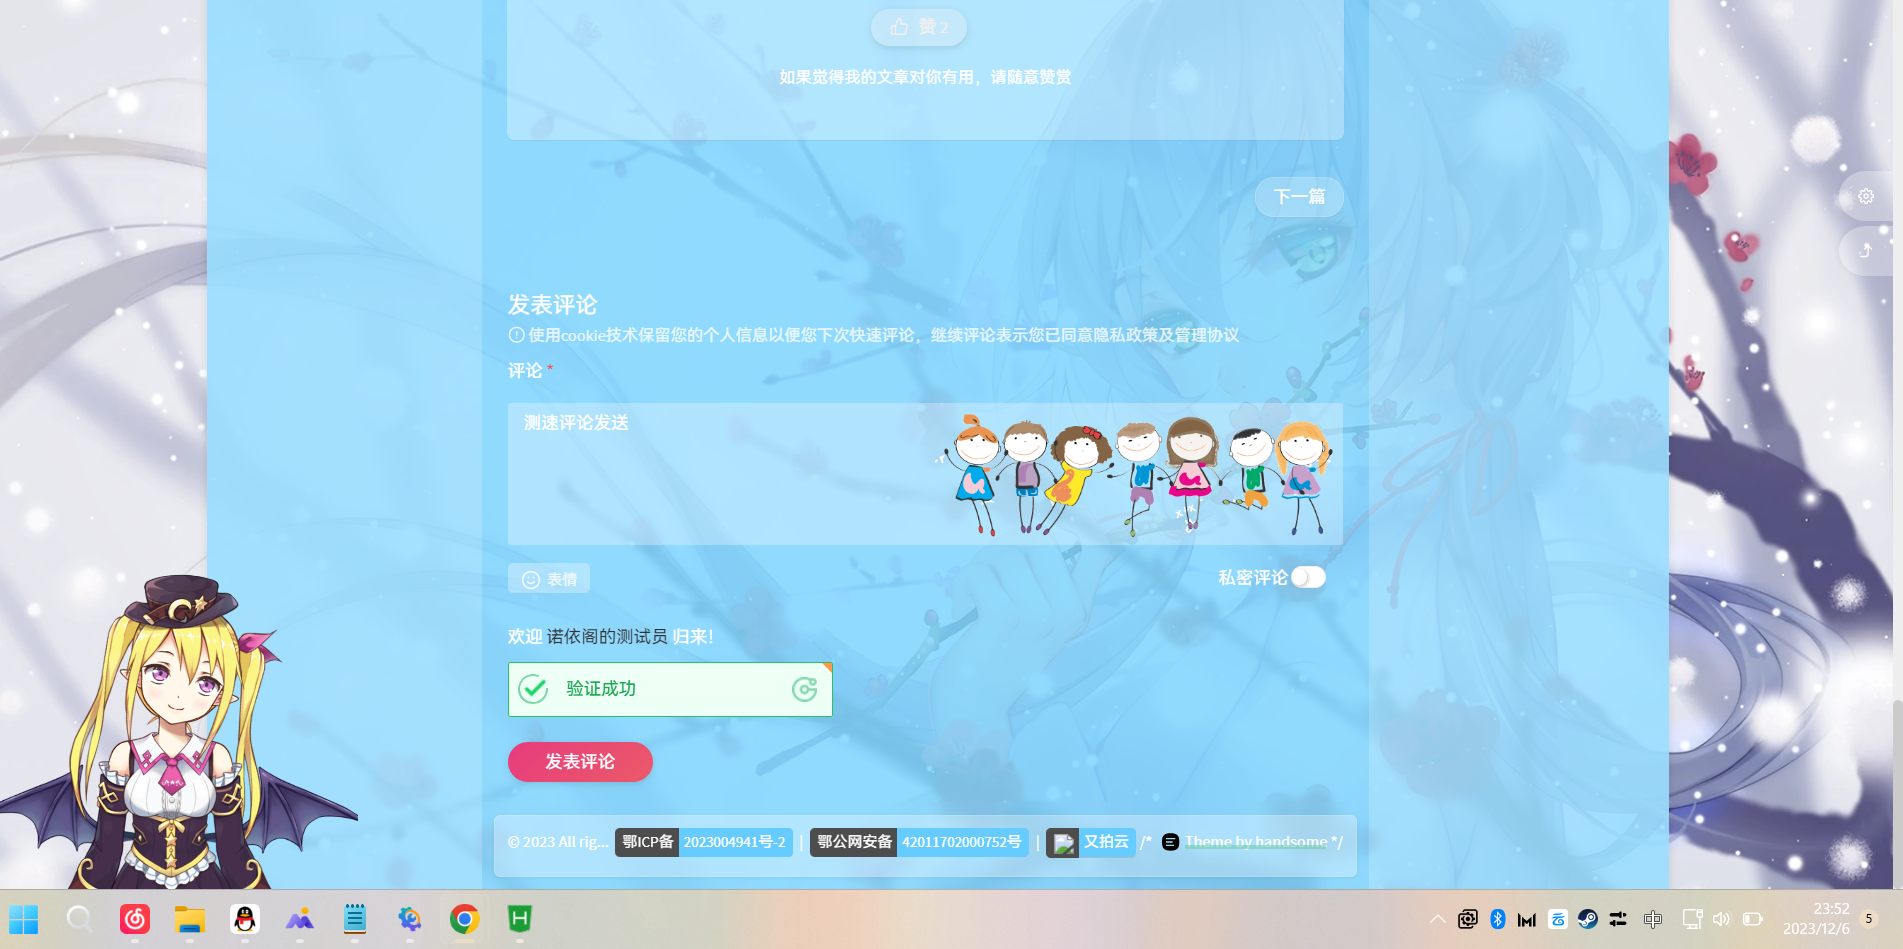 赞 2
如果觉得我的文章对你有用，请随意赞赏
下一篇
发表评论
使用cookie技术保留您的个人信息以便您下次快速评论，继续评论表示您已同意隐私政策及管理协议
评论 *
测速评论发送
表情
私密评论
欢迎 诺依阁的测试员 归来！
验证成功
发表评论
© 2023 All rig... 鄂ICP备 2023004941号-2 | 鄂公网安备 42011702000752号 | 又拍云 /* Theme by handsome */
中
23:52
2023/12/6
5